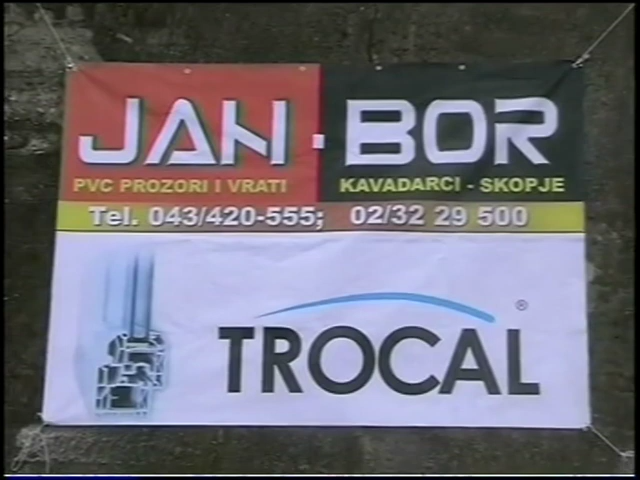 JAN·BOR
PVC PROZORI I VRATI KAVADARCI - SKOPJE
Tel. 043/420-555; 02/32 29 500
TROCAL®